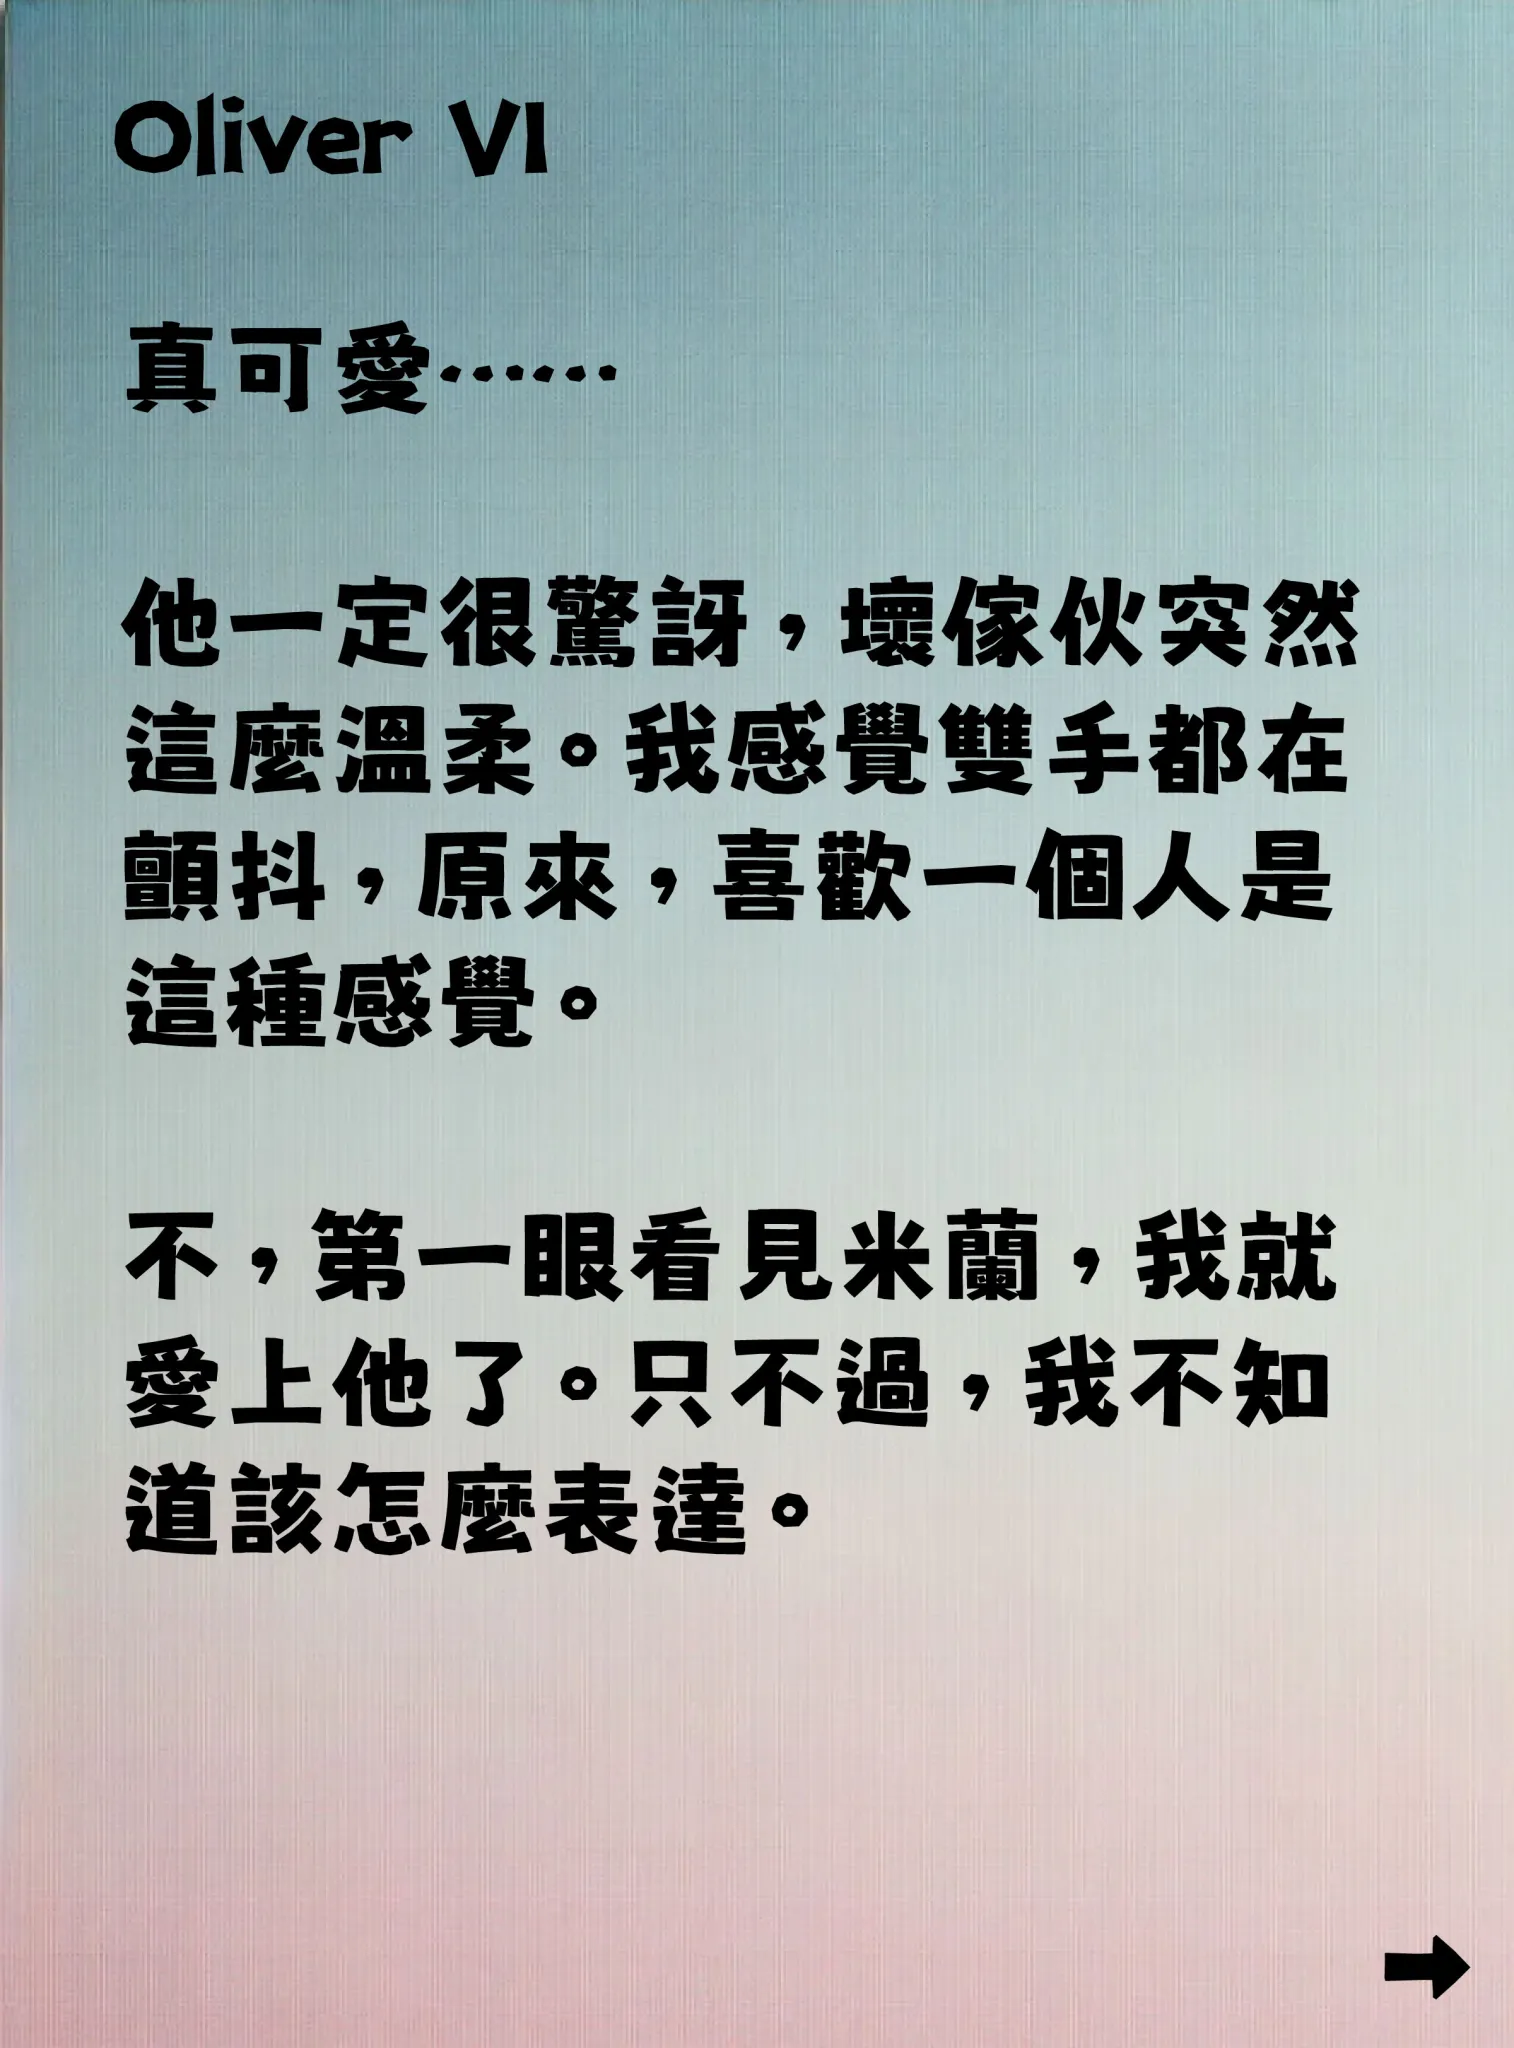 Oliver VI
真可愛……
他一定很驚訝，壞傢伙突然
這麼溫柔。我感覺雙手都在
顫抖，原來，喜歡一個人是
這種感覺。
不，第一眼看見米蘭，我就
愛上他了。只不過，我不知
道該怎麼表達。